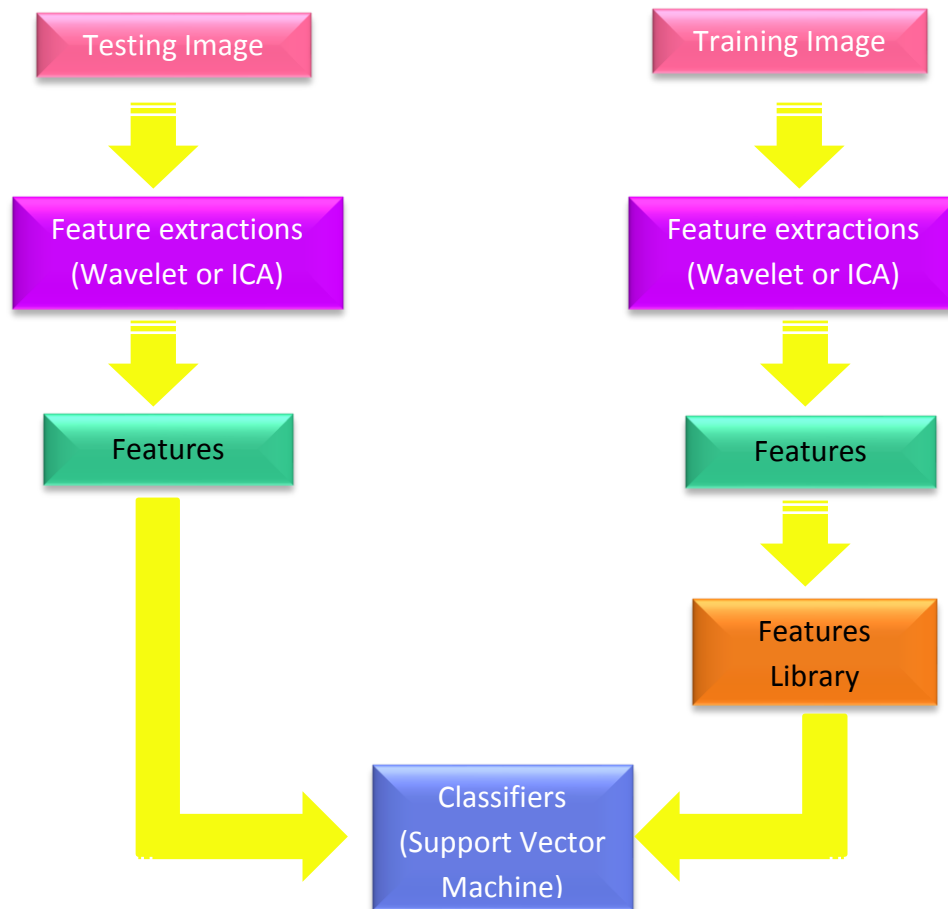 Testing Image
Training Image
Feature extractions
(Wavelet or ICA)
Feature extractions
(Wavelet or ICA)
Features
Features
Features
Library
Classifiers
(Support Vector
Machine)